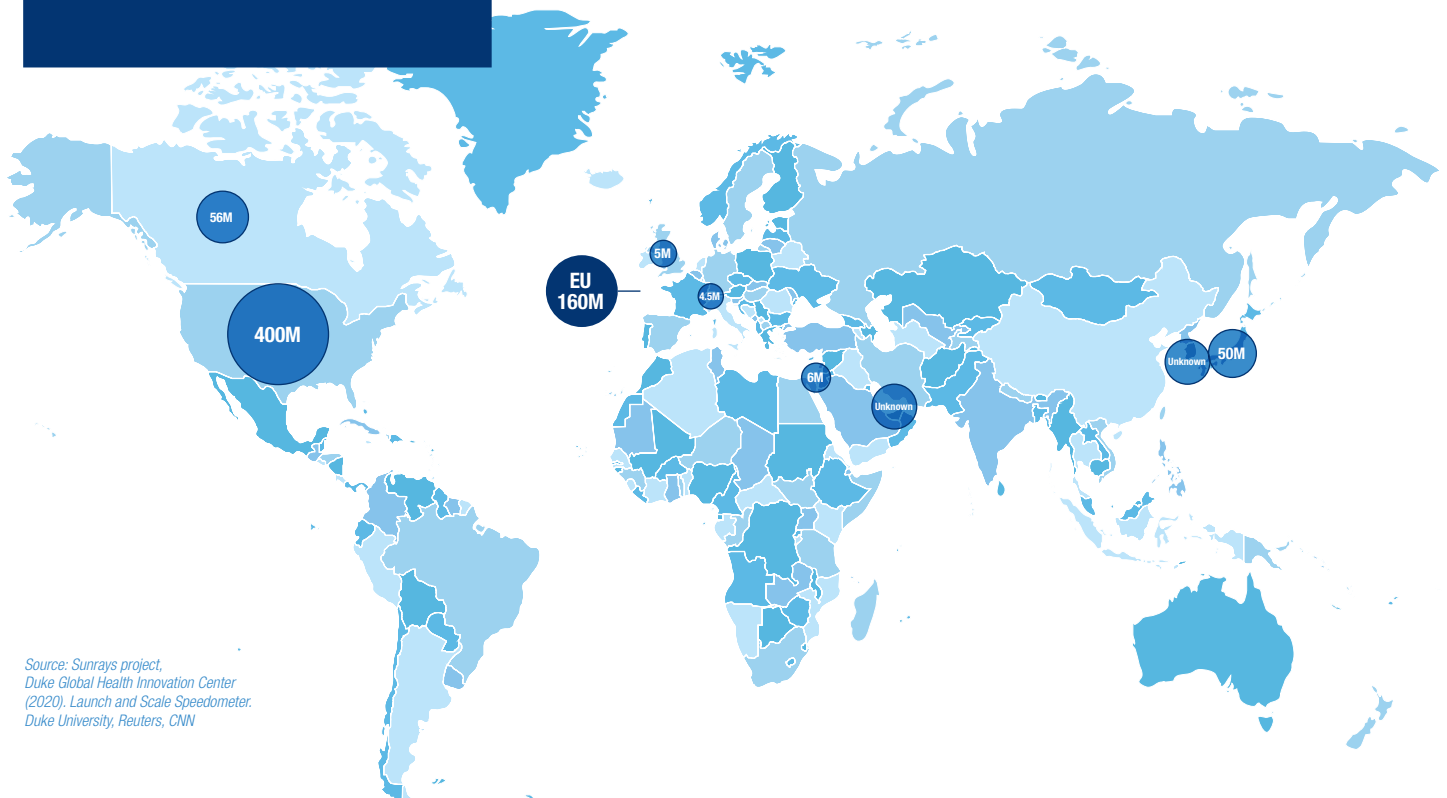 56M
5M
EU
160M
4.5M
400M
50M
Unknown
6M
Unknown
Source: Sunrays project,
Duke Global Health Innovation Center
(2020). Launch and Scale Speedometer.
Duke University, Reuters, CNN